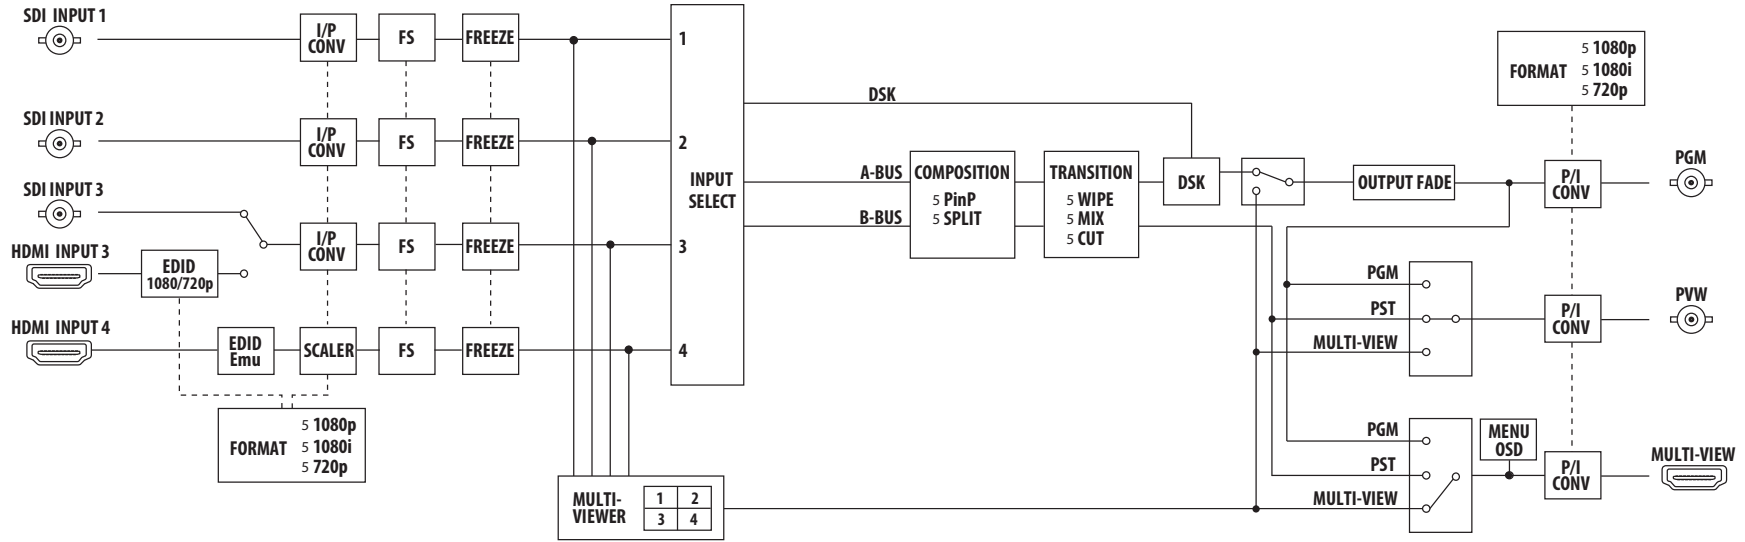 SDI INPUT 1
I/P CONV
FS
FREEZE
1
SDI INPUT 2
I/P CONV
FS
FREEZE
2
SDI INPUT 3
HDMI INPUT 3
EDID
1080/720p
I/P CONV
FS
FREEZE
3
HDMI INPUT 4
EDID Emu
SCALER
FS
FREEZE
4
FORMAT
5 1080p
5 1080i
5 720p
INPUT SELECT
MULTI-VIEWER
1 2
3 4
DSK
A-BUS
B-BUS
COMPOSITION
5 PinP
5 SPLIT
TRANSITION
5 WIPE
5 MIX
5 CUT
DSK
OUTPUT FADE
FORMAT
5 1080p
5 1080i
5 720p
P/I CONV
PGM
PGM
PST
MULTI-VIEW
P/I CONV
PVW
PGM
PST
MULTI-VIEW
MENU OSD
P/I CONV
MULTI-VIEW